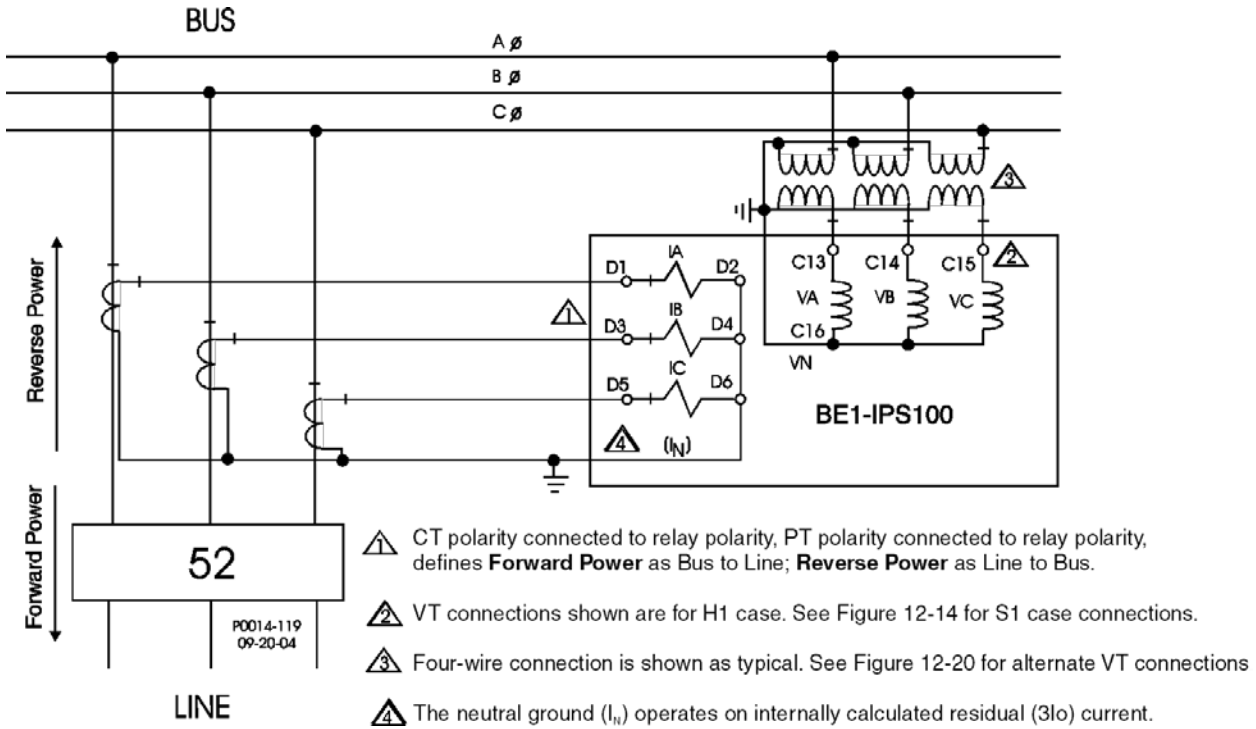 BUS
A ø
B ø
C ø
3
Reverse Power
IA
D1
D2
C13
C14
C15
2
1
IB
VA
VB
VC
D3
D4
C16
IC
VN
D5
D6
BE1-IPS100
4
(IN)
Forward Power
52
1 CT polarity connected to relay polarity, PT polarity connected to relay polarity,
defines Forward Power as Bus to Line; Reverse Power as Line to Bus.
2 VT connections shown are for H1 case. See Figure 12-14 for S1 case connections.
P0014-119
09-20-04
3 Four-wire connection is shown as typical. See Figure 12-20 for alternate VT connections
LINE
4 The neutral ground (IN) operates on internally calculated residual (3Io) current.